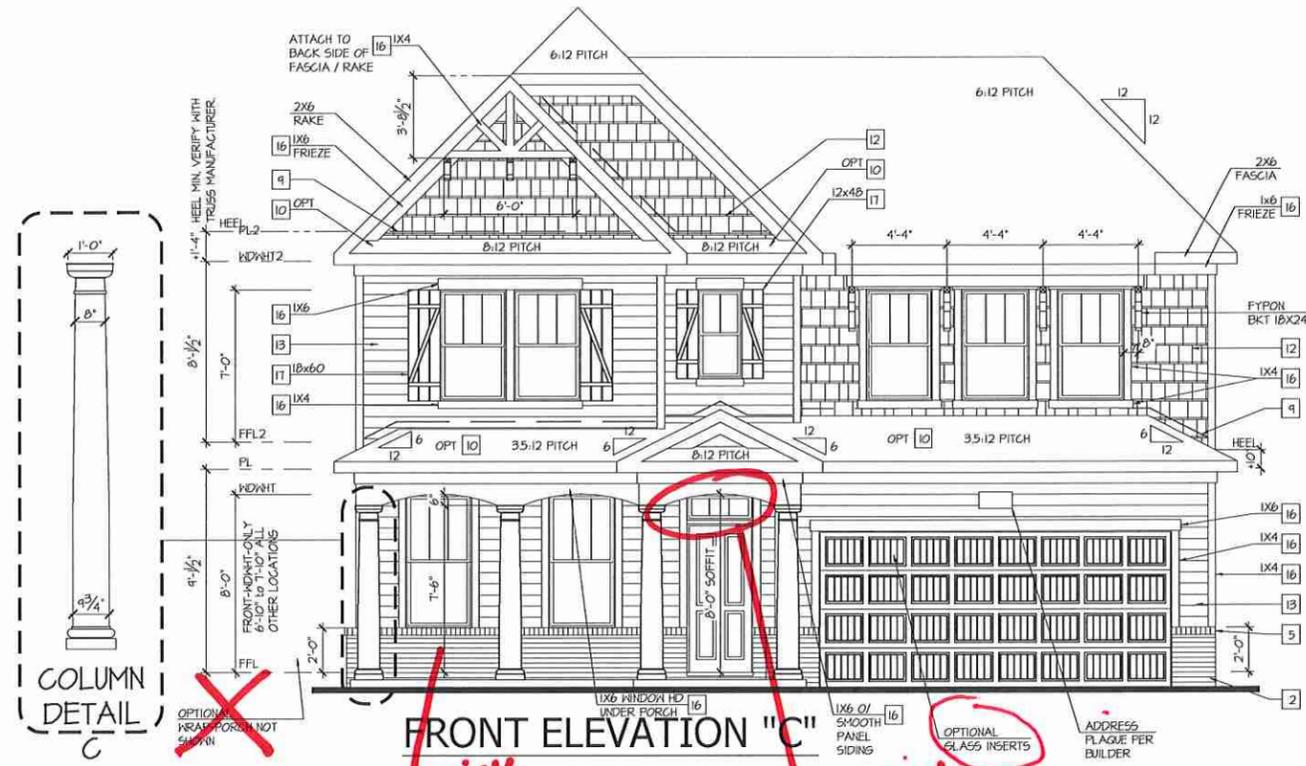 ATTACH TO
BACK SIDE OF
FASCIA / RAKE
16 1X4
6:12 PITCH
6:12 PITCH
12
12
3'-8½"
2X6
RAKE
16 1X6
FRIEZE
9
10 OPT
HEEL
PL2
+1'-4" HEEL MIN. VERIFY WITH
TRUSS MANUFACTURER.
WDWHT2
6'-0"
8:12 PITCH
8:12 PITCH
12
OPT 10
12x48 17
2X6
FASCIA
1x6 16
FRIEZE
4'-4"
4'-4"
4'-4"
16 1X6
13
17 18x60
16 1X4
8'-½"
7'-0"
FYPON
BKT 18X24
12
8"
1X4 16
9
FFL2
PL
6
12
OPT 10
3.5:12 PITCH
12
6
8:12 PITCH
12
6
OPT 10
3.5:12 PITCH
6
12
HEEL
+10"
WDWHT
6"
7'-6"
8'-0" SOFFIT
9'-½"
8'-0"
FRONT-WDWHT-ONLY
6'-10" to 7'-10" ALL
OTHER LOCATIONS
2'-0"
FFL
1X6 16
1X4 16
1X4 16
13
5
2'-0"
2
1'-0"
8"
9¾"
COLUMN
DETAIL
C
OPTIONAL
WRAP PORCH NOT
SHOWN
1X6 WINDOW HD
UNDER PORCH 16
FRONT ELEVATION "C"
1X6 O/
SMOOTH
PANEL
SIDING
16
OPTIONAL
GLASS INSERTS
ADDRESS
PLAQUE PER
BUILDER